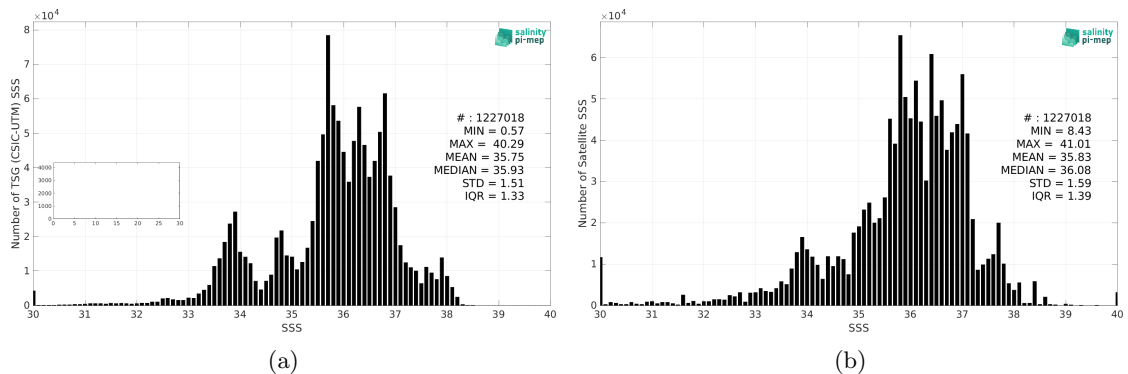 ×10⁴
salinity
pi-mep
8
7
6
5
4
3
2
1
0
Number of TSG (CSIC-UTM) SSS
# : 1227018
MIN = 0.57
MAX = 40.29
MEAN = 35.75
MEDIAN = 35.93
STD = 1.51
IQR = 1.33
4000
3000
2000
0
0 5 10 15 20 25 30
30 31 32 33 34 35 36 37 38 39 40
SSS
(a)
×10⁴
salinity
pi-mep
6
5
4
3
2
1
0
Number of Satellite SSS
# : 1227018
MIN = 8.43
MAX = 41.01
MEAN = 35.83
MEDIAN = 36.08
STD = 1.59
IQR = 1.39
30 31 32 33 34 35 36 37 38 39 40
SSS
(b)